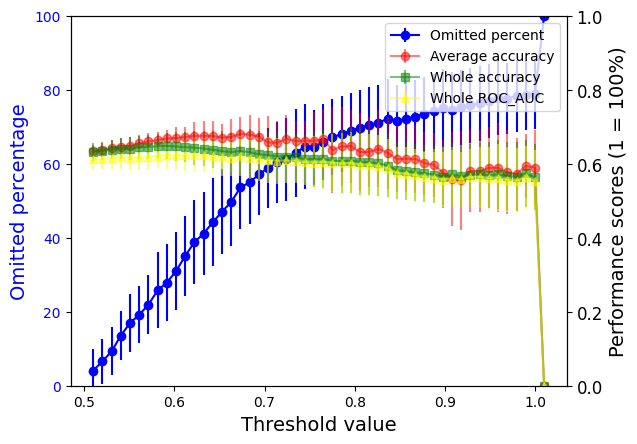 Omitted percent
Average accuracy
Whole accuracy
Whole ROC_AUC
Omitted percentage
100
80
60
40
20
0
Performance scores (1 = 100%)
1.0
0.8
0.6
0.4
0.2
0.0
0.5 0.6 0.7 0.8 0.9 1.0
Threshold value